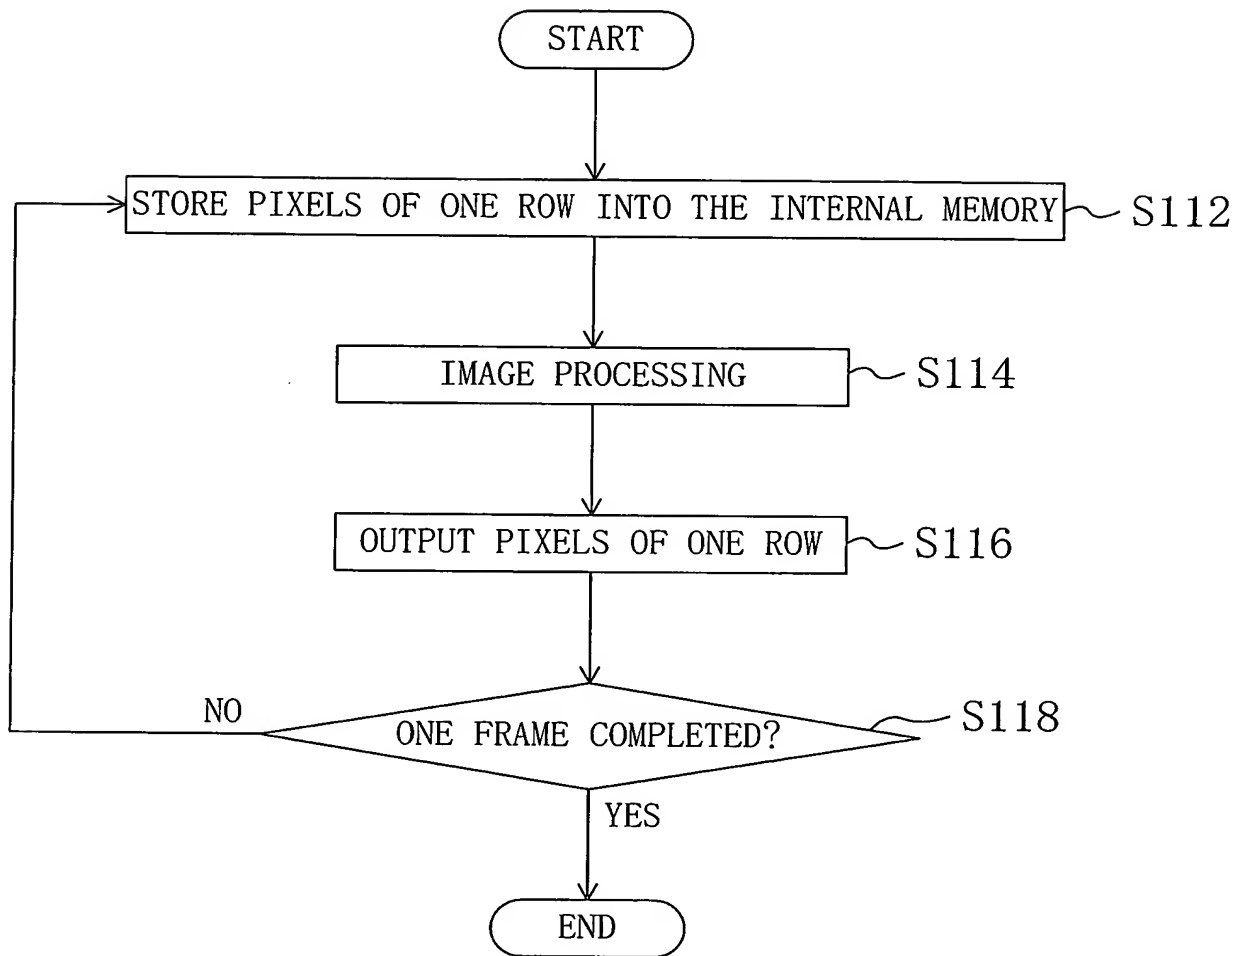 START
STORE PIXELS OF ONE ROW INTO THE INTERNAL MEMORY
S112
IMAGE PROCESSING
S114
OUTPUT PIXELS OF ONE ROW
S116
NO
ONE FRAME COMPLETED?
S118
YES
END